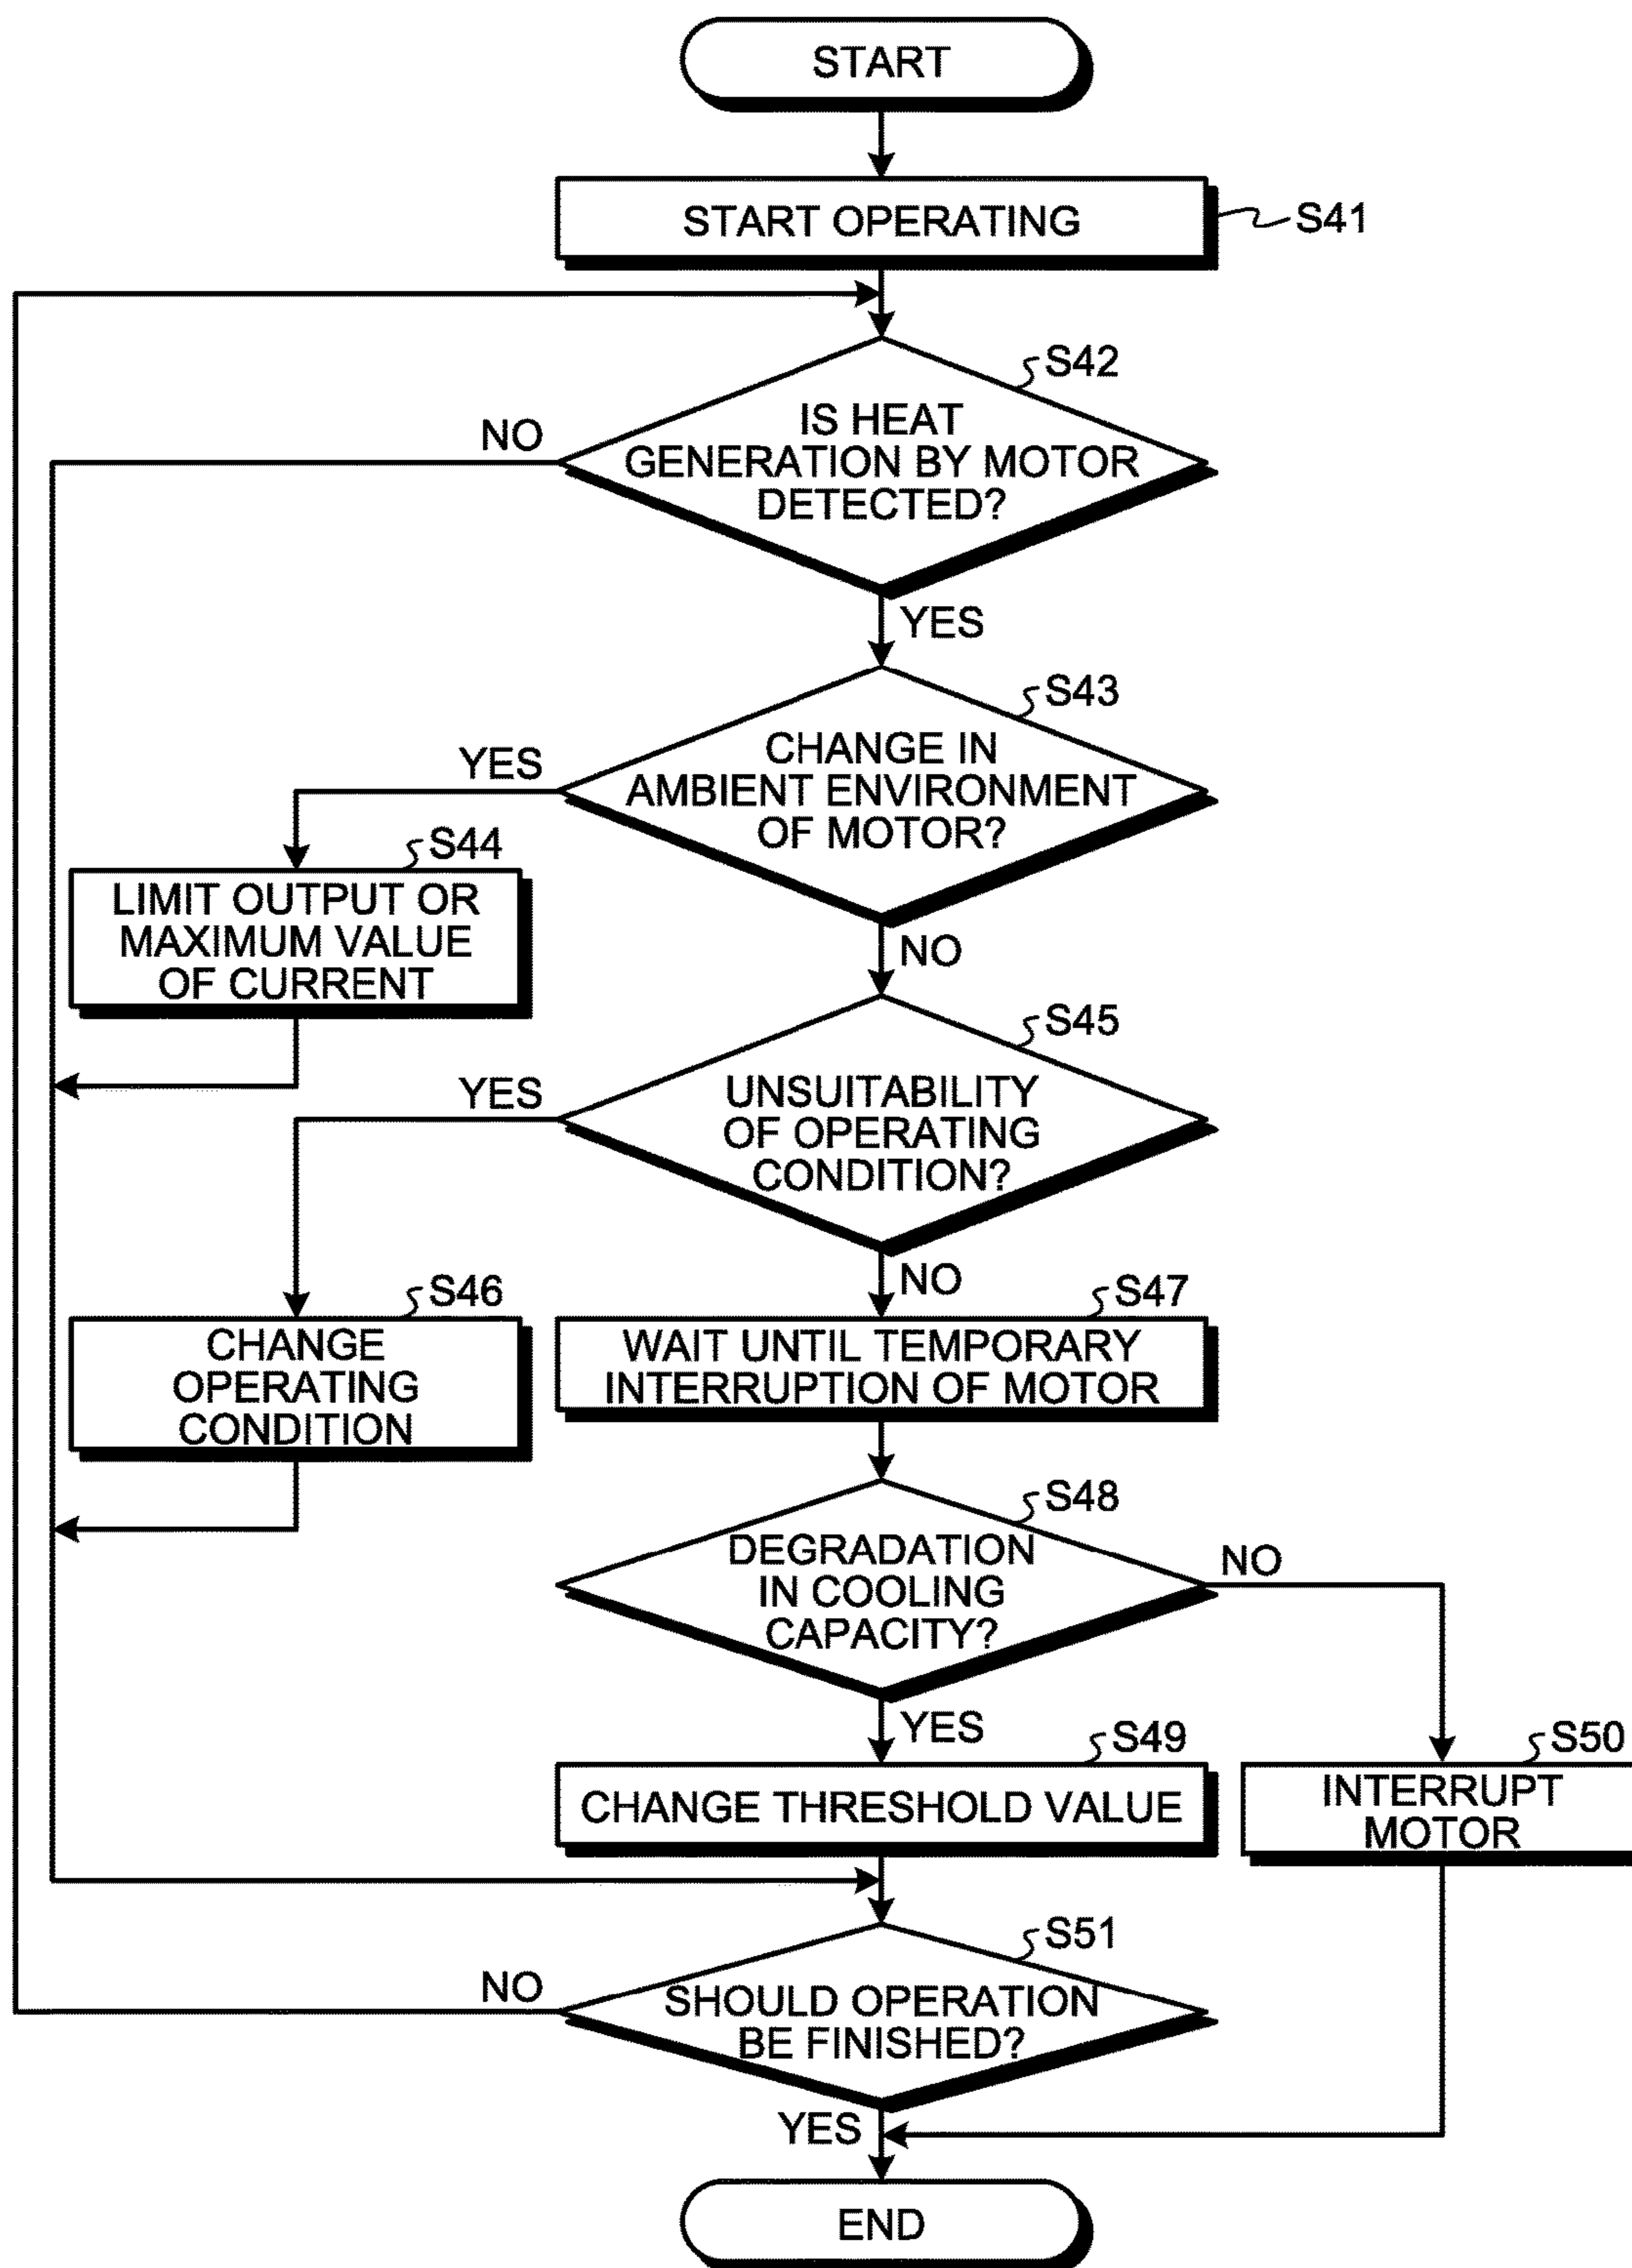 START
START OPERATING
S41
S42
IS HEAT
GENERATION BY MOTOR
DETECTED?
NO
YES
S43
CHANGE IN
AMBIENT ENVIRONMENT
OF MOTOR?
YES
NO
S44
LIMIT OUTPUT OR
MAXIMUM VALUE
OF CURRENT
S45
UNSUITABILITY
OF OPERATING
CONDITION?
YES
NO
S46
CHANGE
OPERATING
CONDITION
S47
WAIT UNTIL TEMPORARY
INTERRUPTION OF MOTOR
S48
DEGRADATION
IN COOLING
CAPACITY?
NO
YES
S49
CHANGE THRESHOLD VALUE
S50
INTERRUPT
MOTOR
S51
SHOULD OPERATION
BE FINISHED?
NO
YES
END